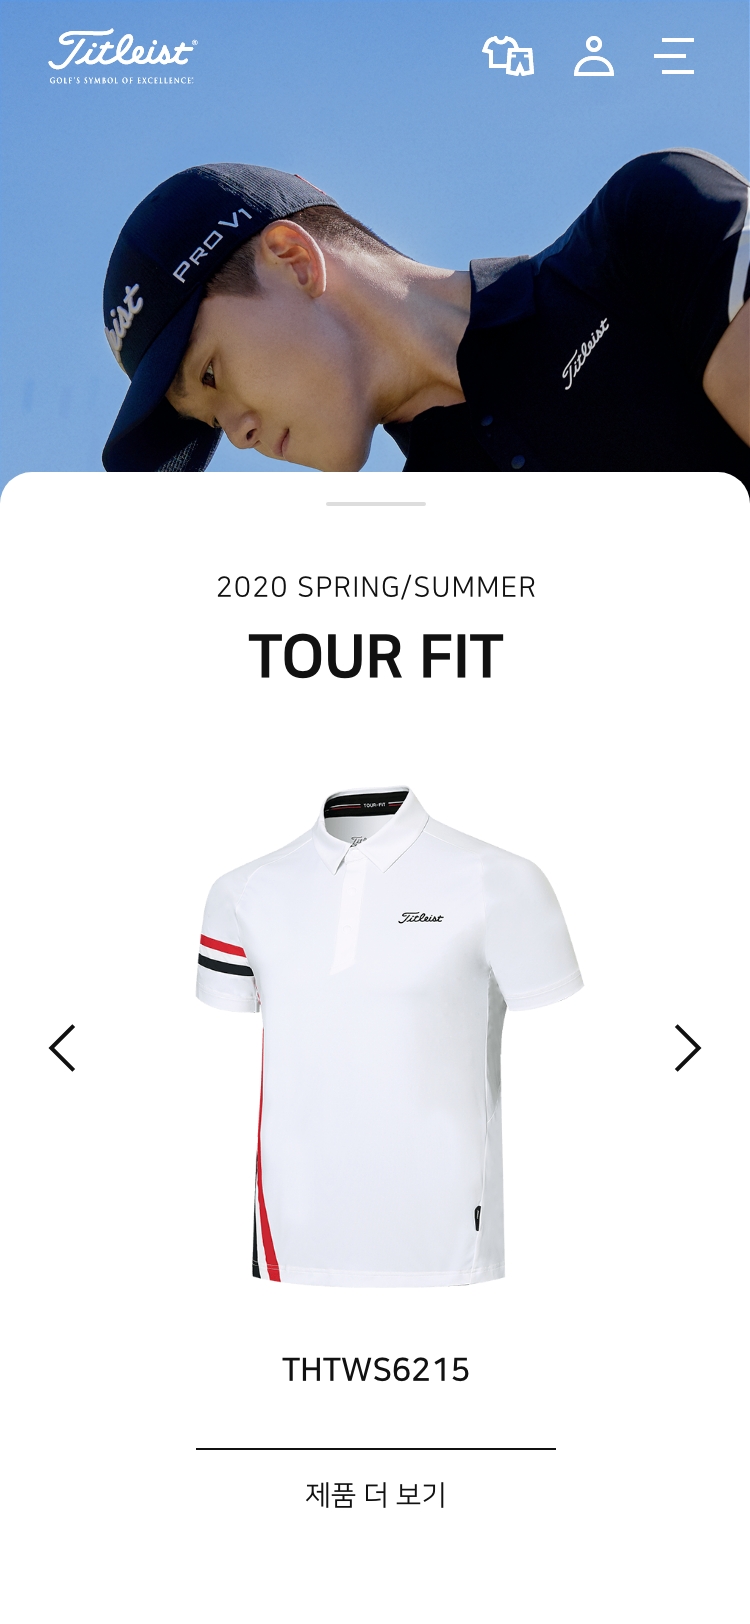 Titleist®
GOLF'S SYMBOL OF EXCELLENCE.
PRO V1
eist
Titleist
2020 SPRING/SUMMER
TOUR FIT
TOUR-FIT
Titleist
THTWS6215
제품 더 보기